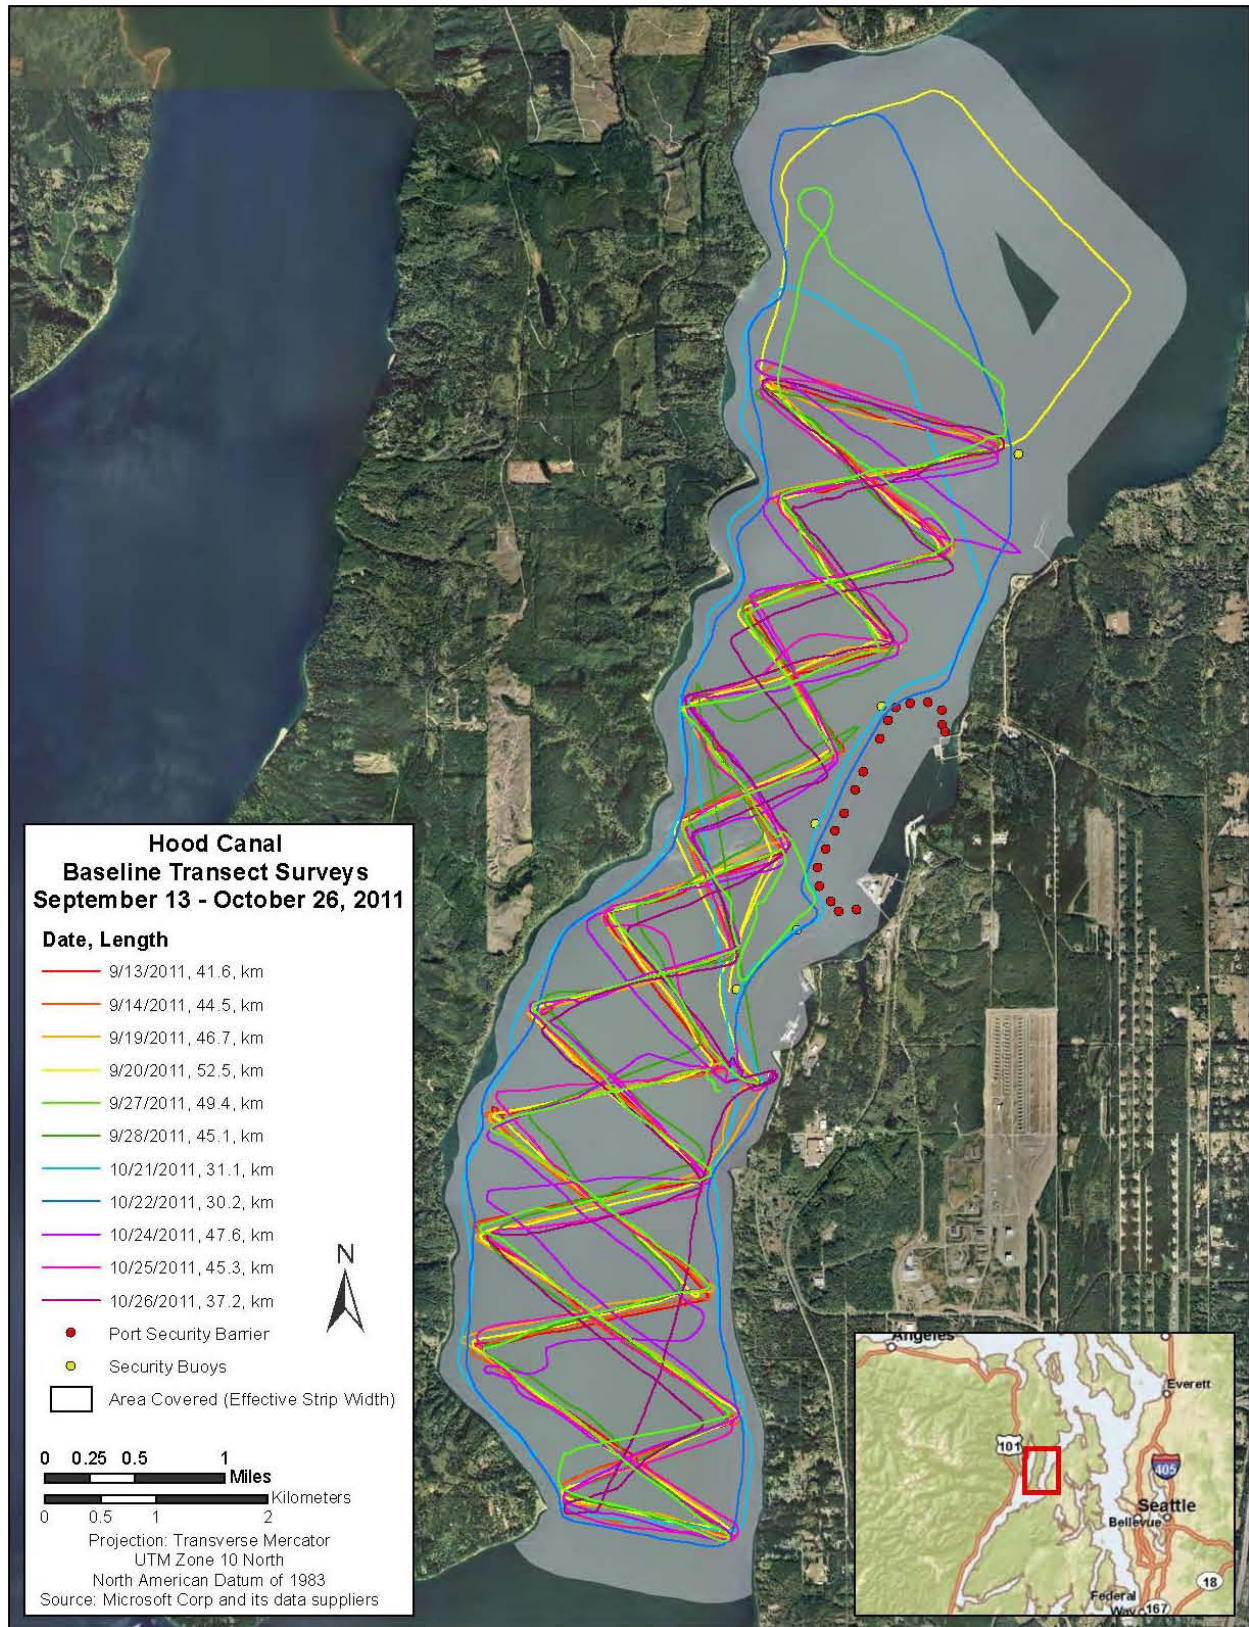 Hood Canal
Baseline Transect Surveys
September 13 - October 26, 2011
Date, Length
9/13/2011, 41.6, km
9/14/2011, 44.5, km
9/19/2011, 46.7, km
9/20/2011, 52.5, km
9/27/2011, 49.4, km
9/28/2011, 45.1, km
10/21/2011, 31.1, km
10/22/2011, 30.2, km
10/24/2011, 47.6, km
10/25/2011, 45.3, km
10/26/2011, 37.2, km
N
Port Security Barrier
Security Buoys
Area Covered (Effective Strip Width)
0 0.25 0.5 1
Miles
Kilometers
0 0.5 1 2
Projection: Transverse Mercator
UTM Zone 10 North
North American Datum of 1983
Source: Microsoft Corp and its data suppliers
Angeles
Everett
101
405
Seattle
Bellevue
18
Federal
Way
167